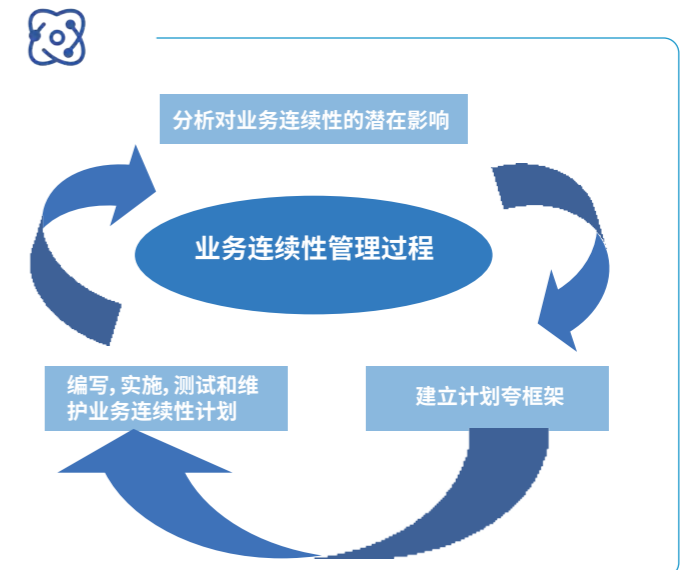 分析对业务连续性的潜在影响
业务连续性管理过程
编写,实施,测试和维
护业务连续性计划
建立计划夸框架